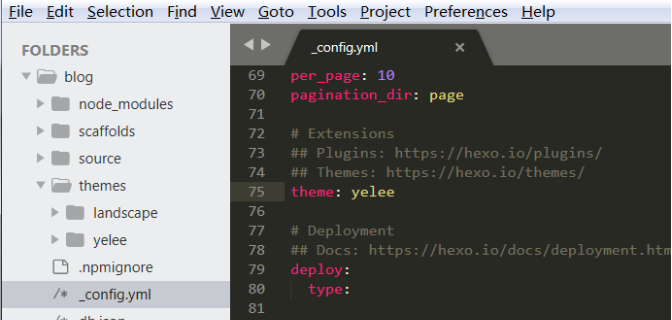 File Edit Selection Find View Goto Tools Project Preferences Help
FOLDERS
blog
node_modules
scaffolds
source
themes
landscape
yelee
.npmignore
/* _config.yml
_config.yml ×
69 per_page: 10
70 pagination_dir: page
71
72 # Extensions
73 ## Plugins: https://hexo.io/plugins/
74 ## Themes: https://hexo.io/themes/
75 theme: yelee
76
77 # Deployment
78 ## Docs: https://hexo.io/docs/deployment.htm
79 deploy:
80 type:
81